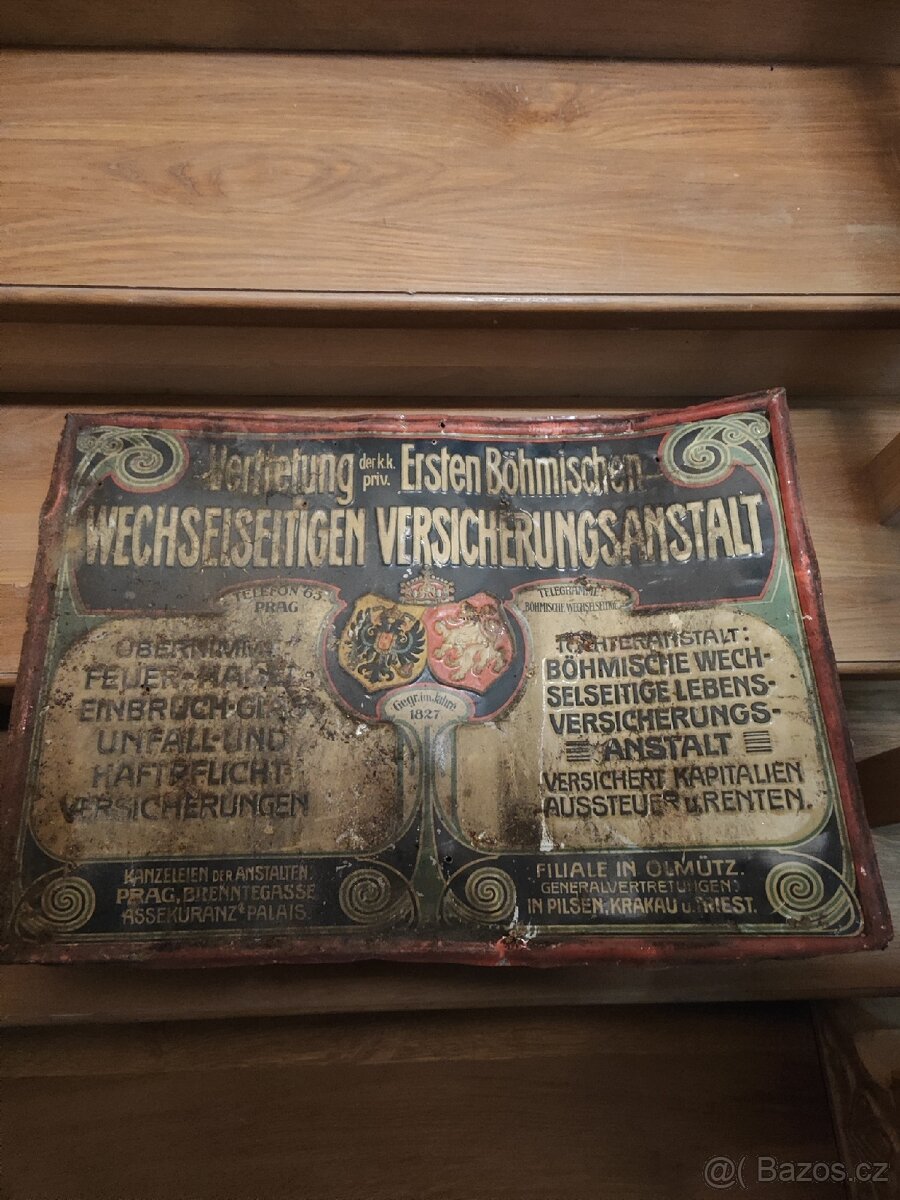 Vertretung der k.k. priv. Ersten Böhmischen
WECHSELSEITIGEN VERSICHERUNGSANSTALT
TELEFON 63
PRAG
TELEGRAMME:
BÖHMISCHE WECHSELSEITIGE
Gegr. im Jahre
1827
ÜBERNIMMT:
FEUER-HAGEL
EINBRUCH-GLAS
UNFALL-UND
HAFTPFLICHT-
VERSICHERUNGEN
TOCHTERANSTALT:
BÖHMISCHE WECH-
SELSEITIGE LEBENS-
VERSICHERUNGS-
ANSTALT
VERSICHERT KAPITALIEN
AUSSTEUER u. RENTEN.
KANZELEIEN DER ANSTALTEN:
PRAG, BRENNTEGASSE
ASSEKURANZ PALAIS.
FILIALE IN OLMÜTZ.
GENERALVERTRETUNGEN:
IN PILSEN, KRAKAU u. TRIEST.
@( Bazos.cz